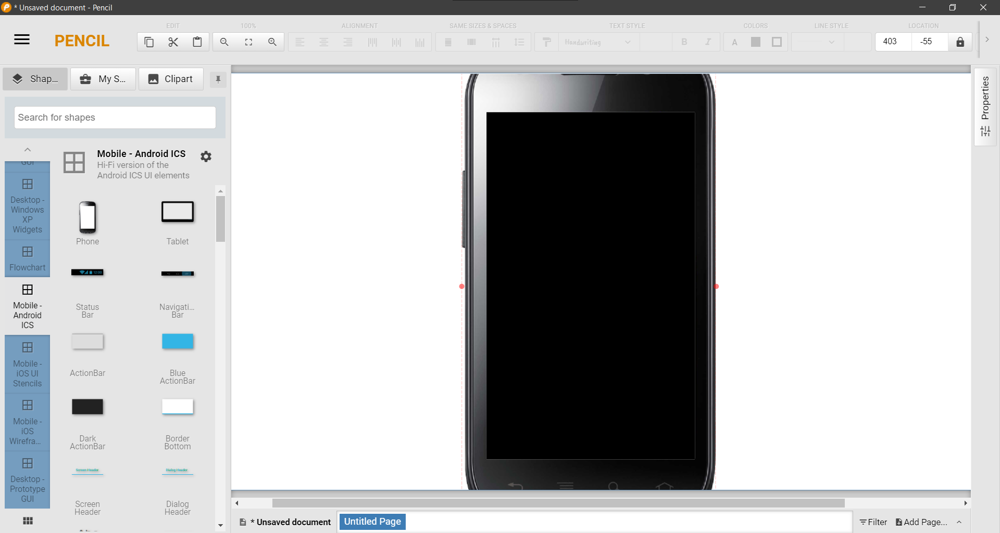 * Unsaved document - Pencil
EDIT
100%
ALIGNMENT
SAME SIZES & SPACES
TEXT STYLE
COLORS
LINE STYLE
LOCATION
PENCIL
Handwriting
B
I
A
403
-55
Shap...
My S...
Clipart
Properties
Search for shapes
GUI
Desktop -
Windows
XP
Widgets
Flowchart
Mobile -
Android
ICS
Mobile -
iOS UI
Stencils
Mobile -
iOS
Wirefra...
Desktop -
Prototype
GUI
Mobile - Android ICS
Hi-Fi version of the
Android ICS UI elements
Phone
Tablet
12:00
Status
Bar
Navigati...
Bar
ActionBar
Blue
ActionBar
Dark
ActionBar
Border
Bottom
Screen Header
Dialog Header
Screen
Header
Dialog
Header
* Unsaved document
Untitled Page
Filter
Add Page...